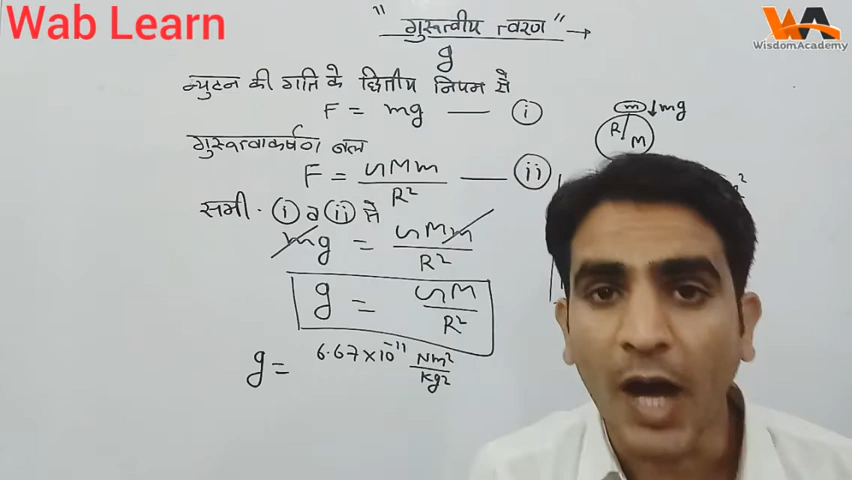 Wab Learn
WA
WisdomAcademy
"गुरुत्वीय त्वरण" →
g
न्युटन की गति के द्वितीय नियम से
F = mg — (i)
m ↓mg
R
M
गुरुत्वाकर्षण बल
F = GMm/R² — (ii)
समी. (i) व (ii) से
mg = GMm/R²
g = GM/R²
g = 6.67×10⁻¹¹ Nm²/Kg²